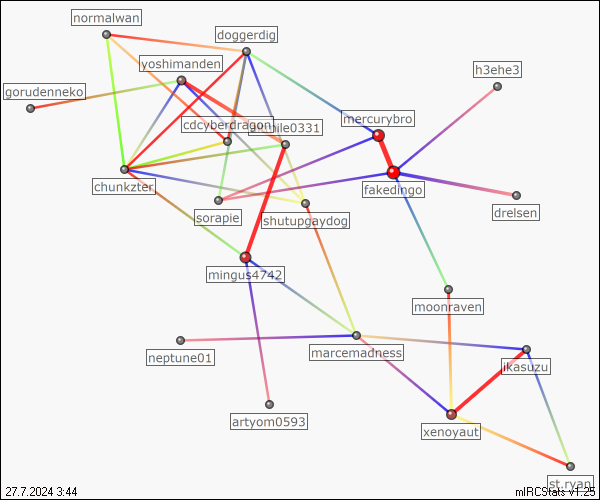 normalwan
doggerdig
yoshimanden
h3ehe3
gorudenneko
mercurybro
cdcyberdragon
chunkzter
fakedingo
sorapie
shutupgaydog
drelsen
mingus4742
moonraven
neptune01
marcemadness
jkasuzu
artyom0593
xenoyaut
st.ryan
27.7.2024 3:44
mIRCStats v1.25